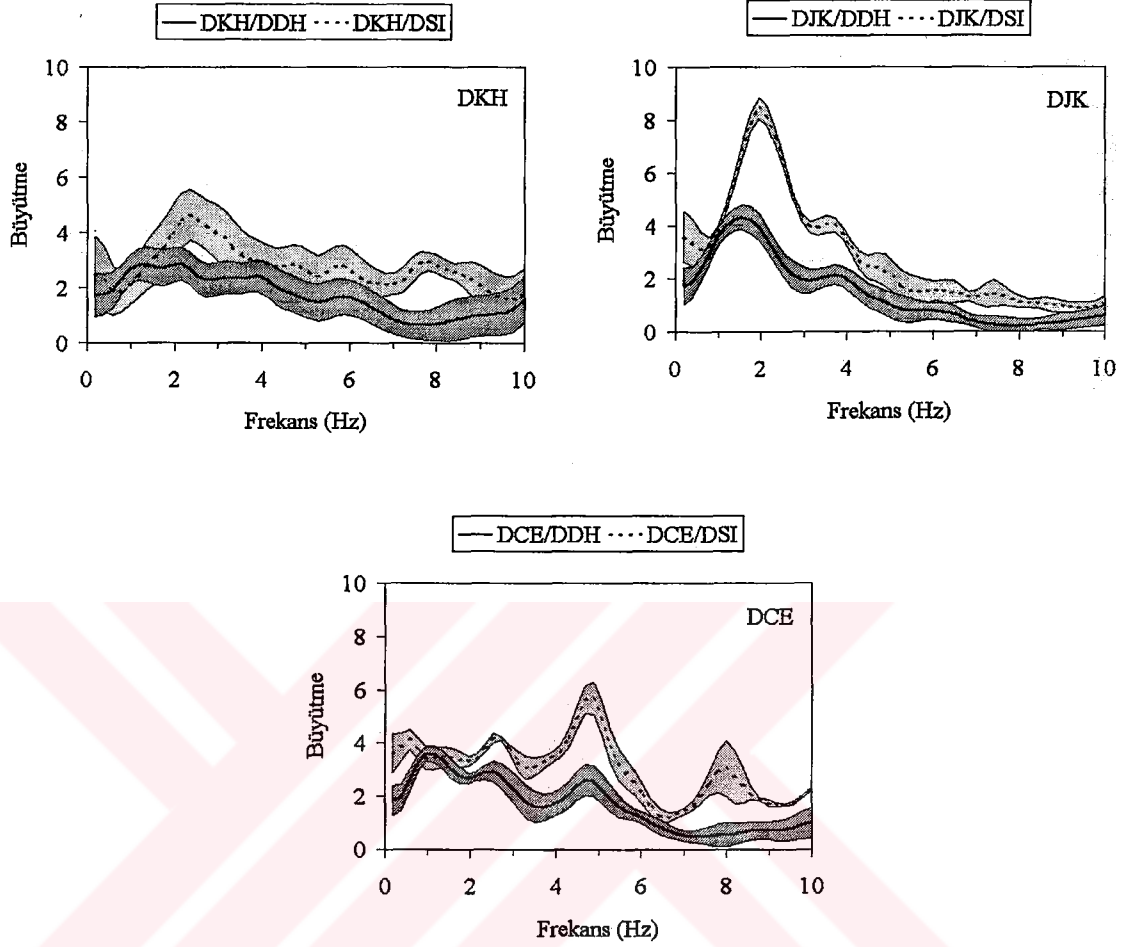 DKH/DDH DKH/DSI
10
8
6
4
2
0
Büyütme
DKH
0 2 4 6 8 10
Frekans (Hz)
DJK/DDH DJK/DSI
10
8
6
4
2
0
Büyütme
DJK
0 2 4 6 8 10
Frekans (Hz)
DCE/DDH DCE/DSI
10
8
6
4
2
0
Büyütme
DCE
0 2 4 6 8 10
Frekans (Hz)